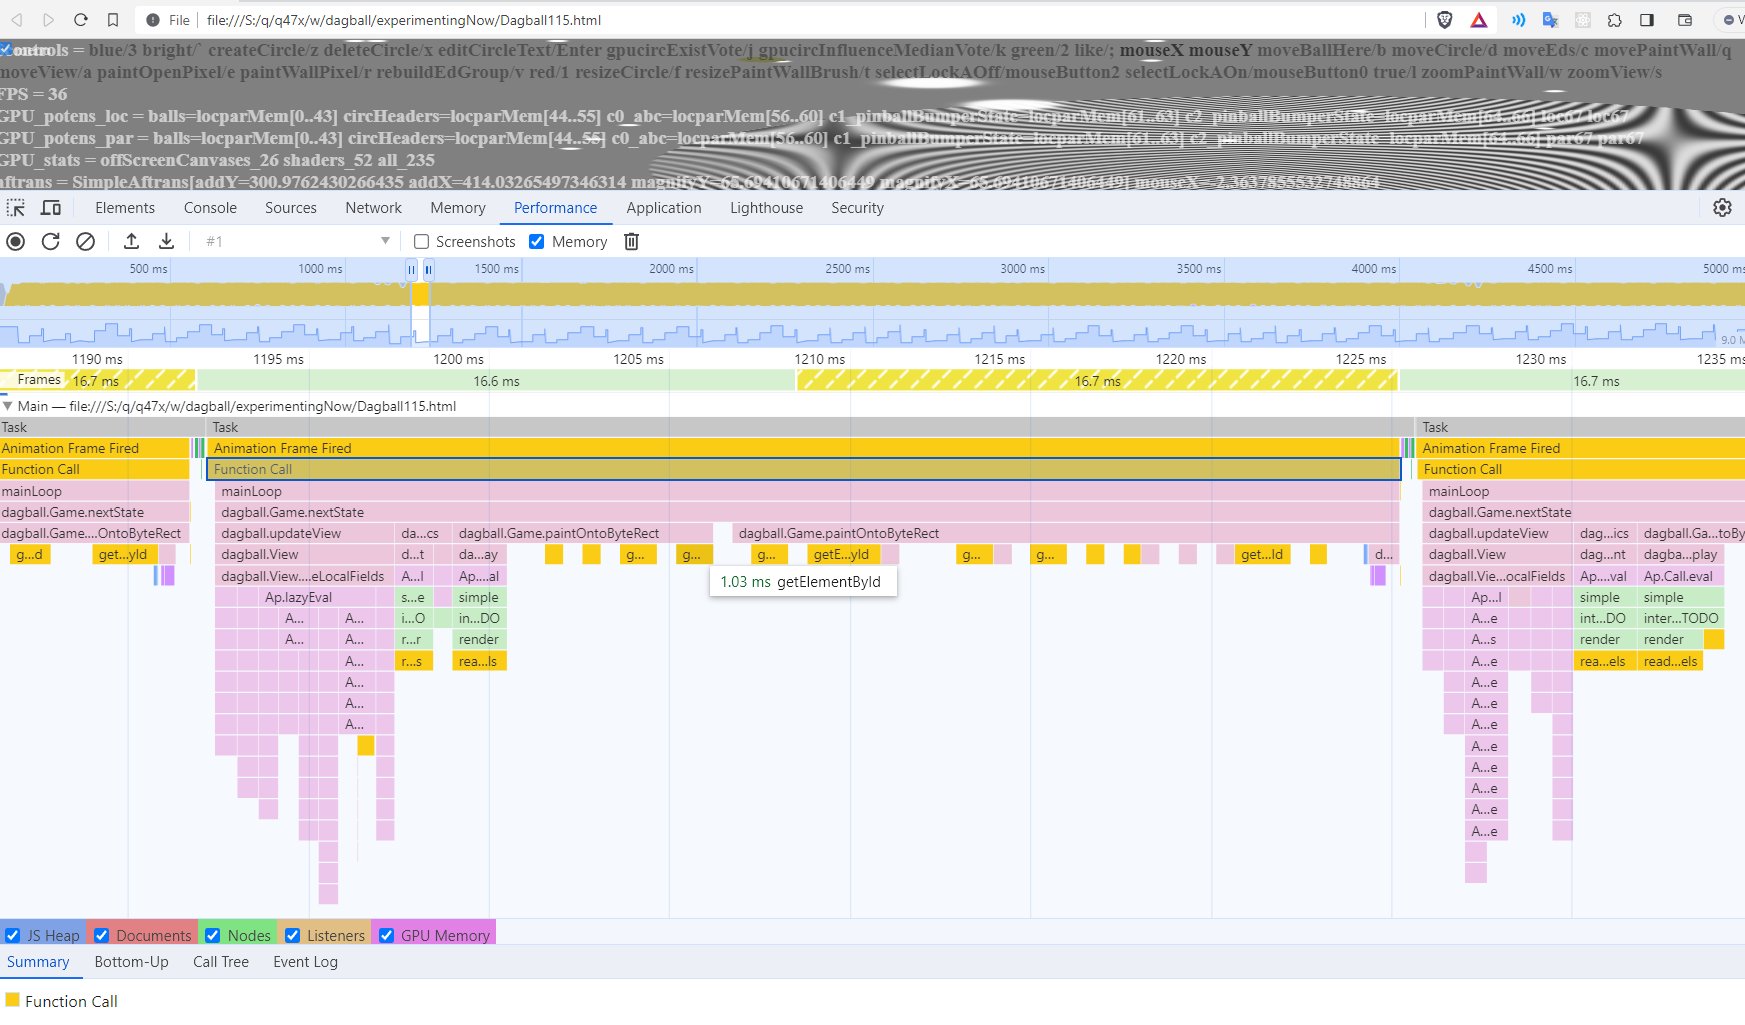 File file:///S:/q/q47x/w/dagball/experimentingNow/Dagball115.html
Controls = blue/3 bright/` createCircle/z deleteCircle/x editCircleText/Enter gpucircExistVote/j gpucircInfluenceMedianVote/k green/2 like/; mouseX mouseY moveBallHere/b moveCircle/d moveEds/c movePaintWall/q
moveView/a paintOpenPixel/e paintWallPixel/r rebuildEdGroup/v red/1 resizeCircle/f resizePaintWallBrush/t selectLockAOff/mouseButton2 selectLockAOn/mouseButton0 true/l zoomPaintWall/w zoomView/s
FPS = 36
GPU_potens_loc = balls=locparMem[0..43] circHeaders=locparMem[44..55] c0_abc=locparMem[56..60] c1_pinballBumperState=locparMem[61..63] c2_pinballBumperState=locparMem[64..66] loc67 loc67
GPU_potens_par = balls=locparMem[0..43] circHeaders=locparMem[44..55] c0_abc=locparMem[56..60] c1_pinballBumperState=locparMem[61..63] c2_pinballBumperState=locparMem[64..66] par67 par67
GPU_stats = offScreenCanvases_26 shaders_52 all_235
aftrans = SimpleAftrans[addY=300.9762430266435 addX=414.03265497346314 magnifyY=65.69410671406449 magnifyX=65.69410671406449] mouseX=-2.3637855532748864
Elements Console Sources Network Memory Performance Application Lighthouse Security
#1 Screenshots Memory
500 ms 1000 ms 1500 ms 2000 ms 2500 ms 3000 ms 3500 ms 4000 ms 4500 ms 5000 ms
9.0 M
1190 ms 1195 ms 1200 ms 1205 ms 1210 ms 1215 ms 1220 ms 1225 ms 1230 ms 1235 ms
Frames 16.7 ms 16.6 ms 16.7 ms 16.7 ms
Main — file:///S:/q/q47x/w/dagball/experimentingNow/Dagball115.html
Task Task Task
Animation Frame Fired Animation Frame Fired Animation Frame Fired
Function Call Function Call Function Call
mainLoop mainLoop mainLoop
dagball.Game.nextState dagball.Game.nextState dagball.Game.nextState
dagball.Game....OntoByteRect dagball.updateView da...cs dagball.Game.paintOntoByteRect dagball.Game.paintOntoByteRect dagball.updateView dag...ics dagball.Ga...toBy
g...d get...yId dagball.View d...t da...ay g... g... g... getE...yId g... g... get...Id d... dagball.View dag...nt dagba...play
dagball.View....eLocalFields A...l Ap....al 1.03 ms getElementById dagball.Vie...ocalFields Ap....val Ap.Call.eval
Ap.lazyEval s...e simple Ap...l simple simple
A... A... i...O in...DO A...e int...DO inter...TODO
A... A... r...r render A...s render render
A... r...s rea...ls A...e rea...els read...els
A... A...e
A... A...e
A... A...e
A...e
A...e
A...e
A...e
A...e
JS Heap Documents Nodes Listeners GPU Memory
Summary Bottom-Up Call Tree Event Log
Function Call